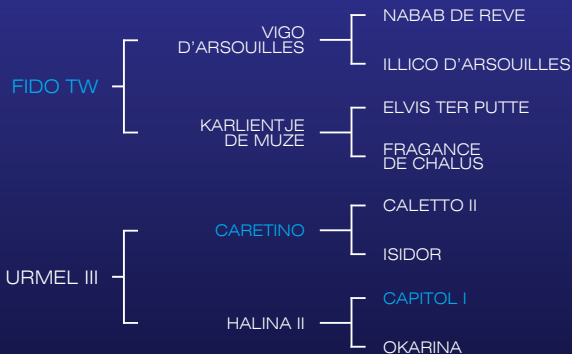 NABAB DE REVE
VIGO
D'ARSOUILLES
ILLICO D'ARSOUILLES
FIDO TW
ELVIS TER PUTTE
KARLIENTJE
DE MUZE
FRAGANCE
DE CHALUS
CALETTO II
CARETINO
ISIDOR
URMEL III
CAPITOL I
HALINA II
OKARINA